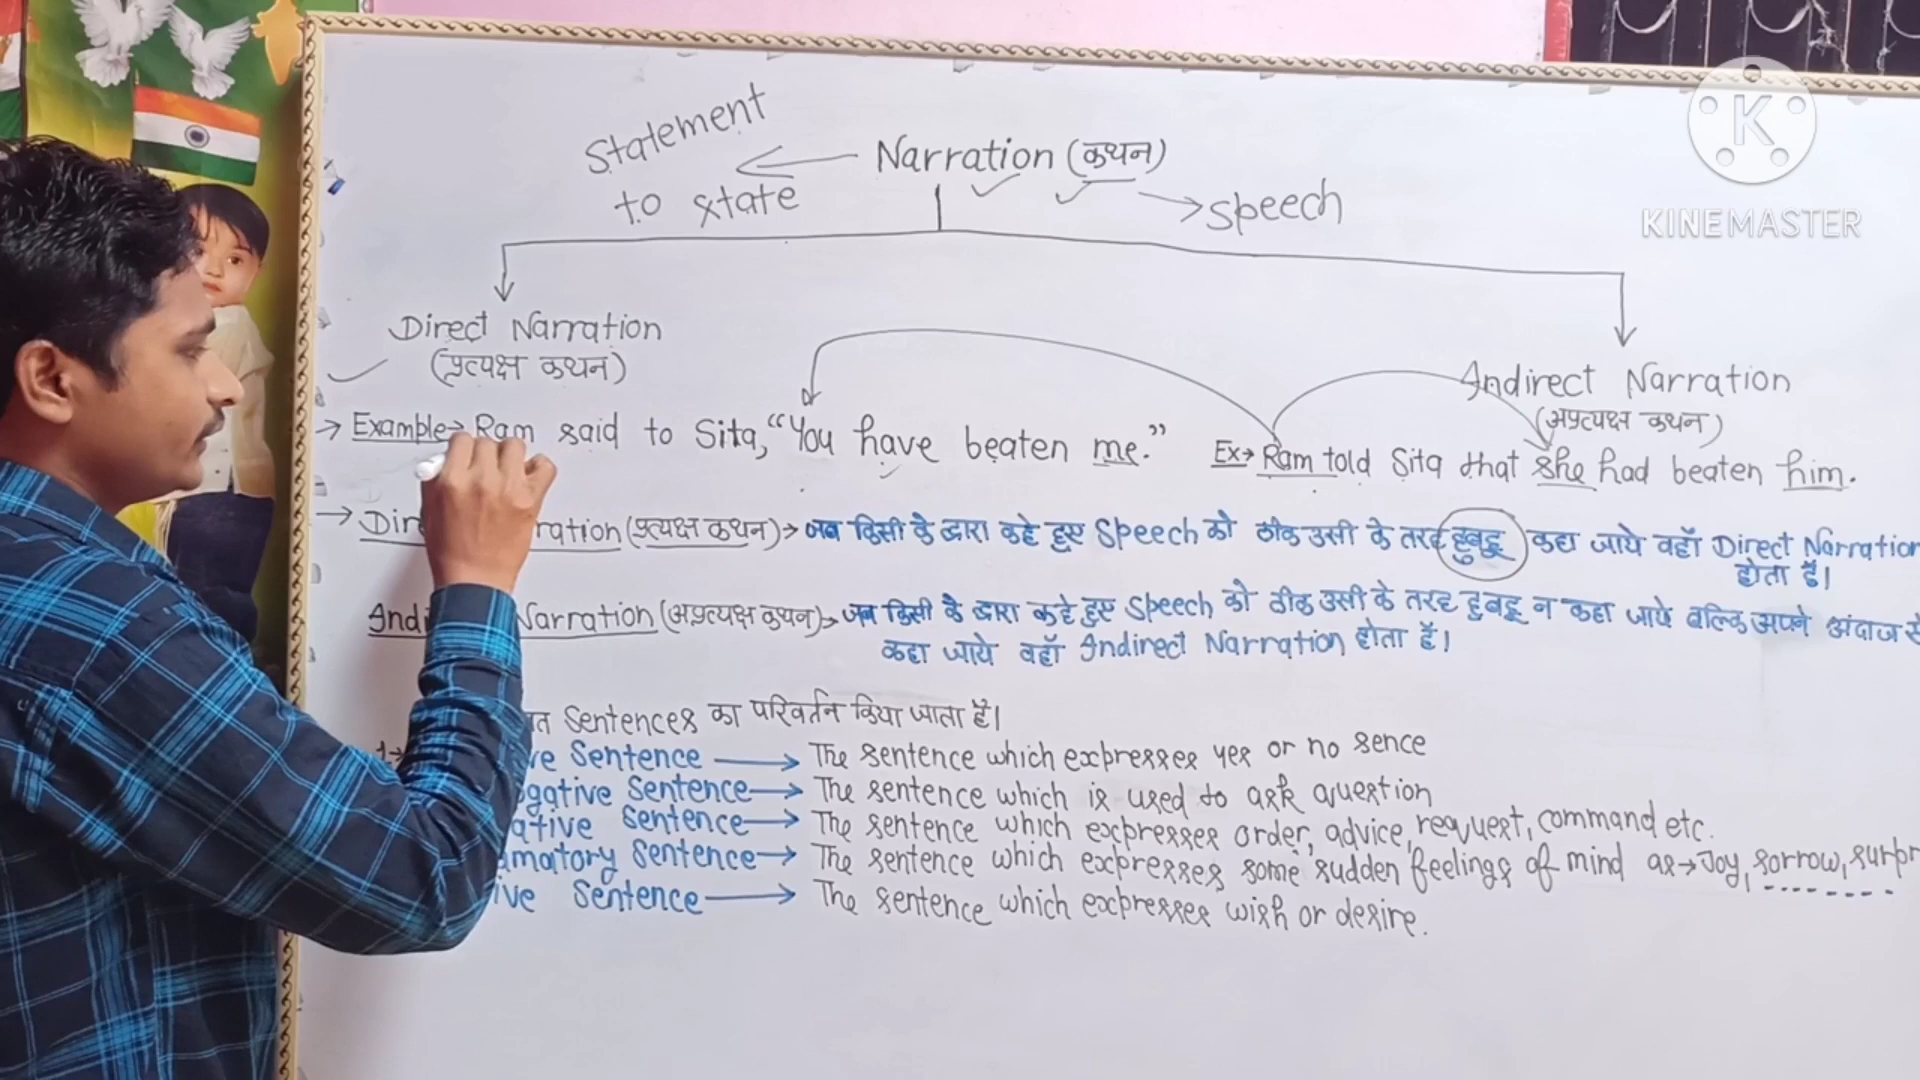 Statement
to state
Narration (कथन)
speech
K
KINEMASTER
Direct Narration
(प्रत्यक्ष कथन)
Indirect Narration
(अप्रत्यक्ष कथन)
Example→ Ram said to Sita, “You have beaten me.”
Ex→ Ram told Sita that she had beaten him.
ration (प्रत्यक्ष कथन)→ जब किसी के द्वारा कहे हुए Speech को ठीक उसी के तरह हुबहू कहा जाये वहाँ Direct Narration
होता है।
Narration (अप्रत्यक्ष कथन)→ जब किसी के द्वारा कहे हुए Speech को ठीक उसी के तरह हुबहू न कहा जाये बल्कि अपने अंदाज से
कहा जाये वहाँ Indirect Narration होता है।
Sentences का परिवर्तन किया जाता है।
ve Sentence → The sentence which expresses yes or no sence
ogative Sentence → The sentence which is used to ask question
ative Sentence → The sentence which expresses order, advice, request, command etc.
amatory Sentence → The sentence which expresses some sudden feelings of mind as→ Joy, sorrow, surpr
ive Sentence → The sentence which expresses wish or desire.